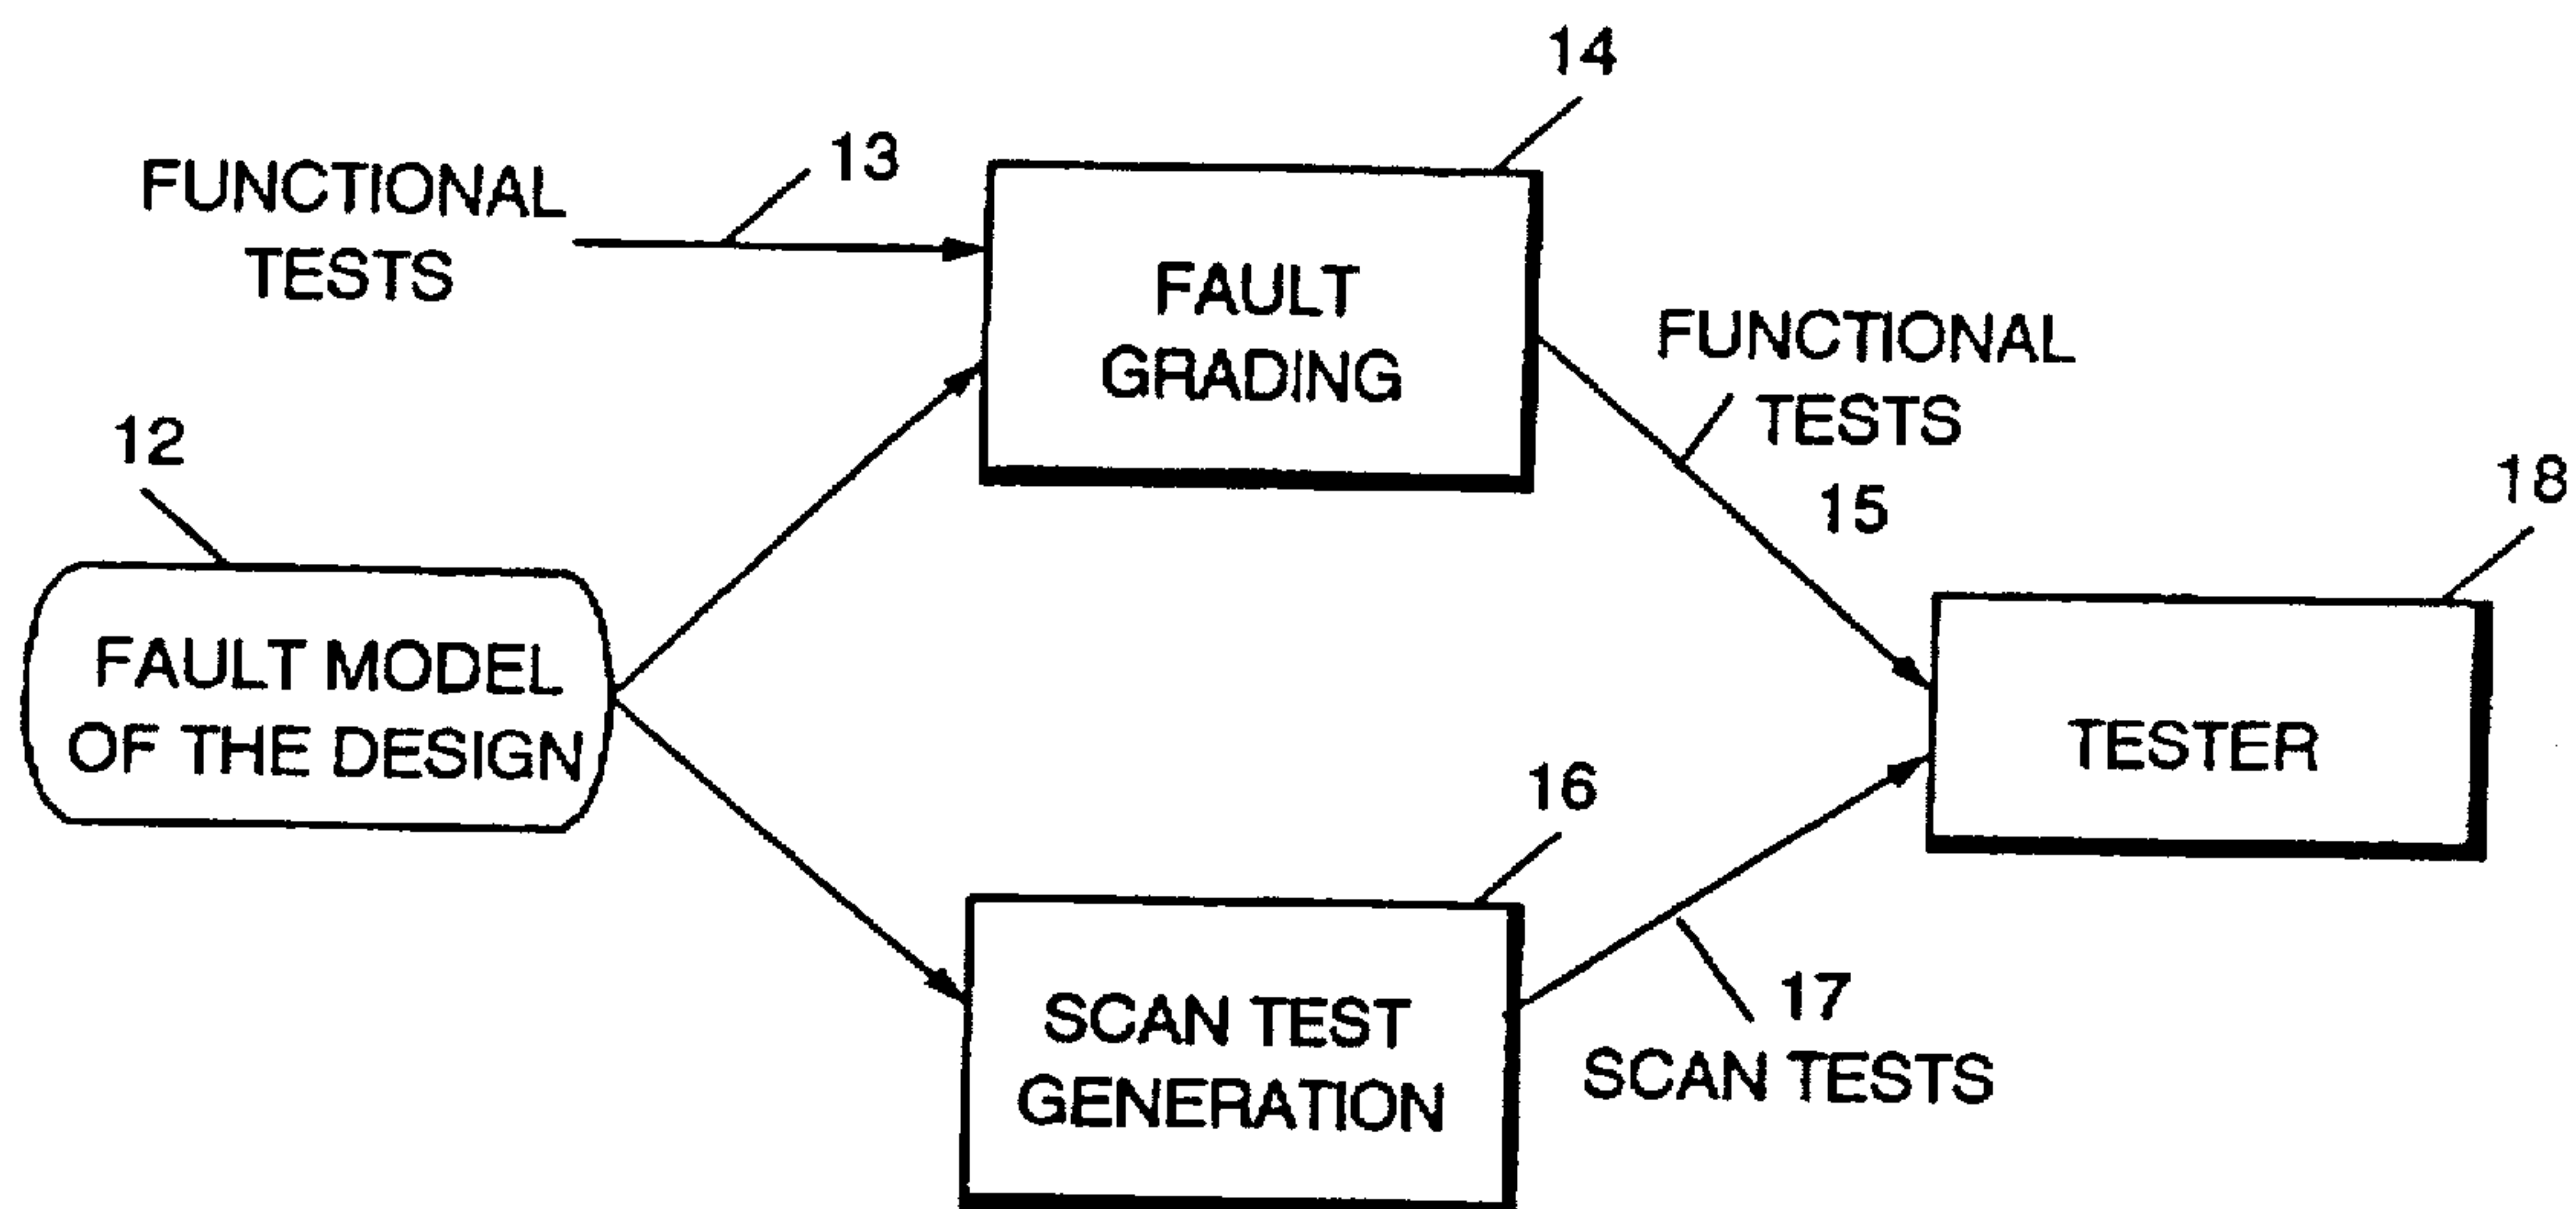 14
13
FUNCTIONAL
TESTS
FAULT
GRADING
FUNCTIONAL
TESTS
15
12
18
FAULT MODEL
OF THE DESIGN
TESTER
16
SCAN TEST
GENERATION
17
SCAN TESTS